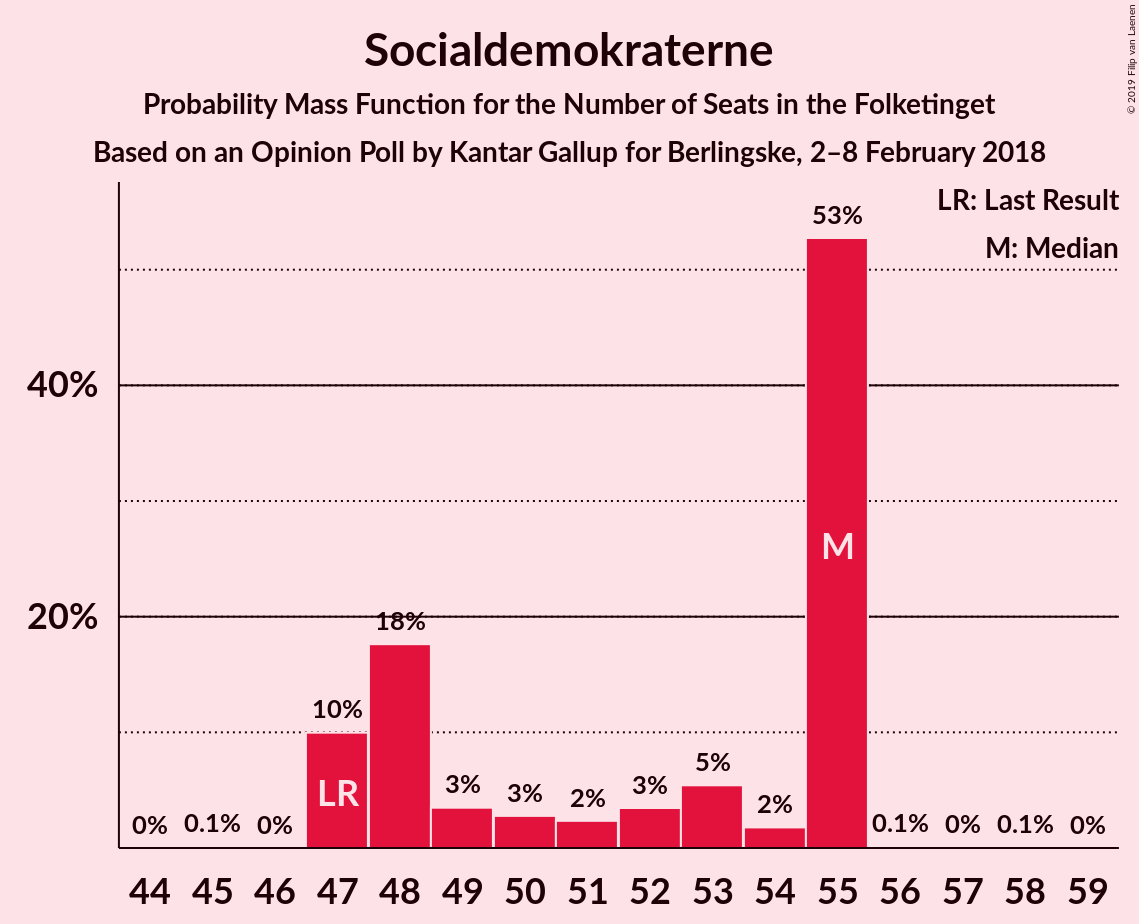 Socialdemokraterne
Probability Mass Function for the Number of Seats in the Folketinget
Based on an Opinion Poll by Kantar Gallup for Berlingske, 2–8 February 2018
© 2019 Filip van Laenen
LR: Last Result
M: Median
40%
20%
0%
0.1%
0%
10%
18%
3%
3%
2%
3%
5%
2%
53%
0.1%
0%
0.1%
0%
LR
M
44 45 46 47 48 49 50 51 52 53 54 55 56 57 58 59